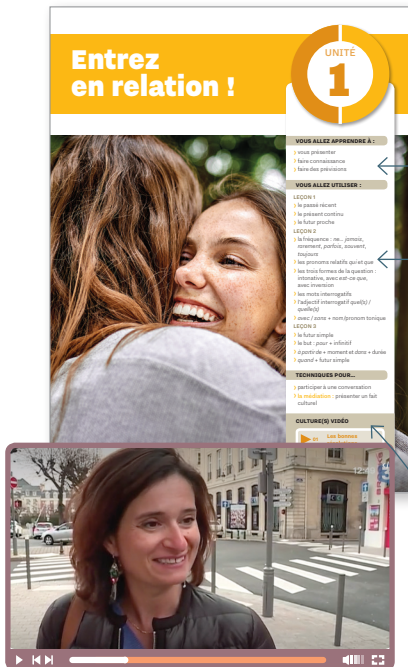 Entrez
en relation !
UNITÉ
1
VOUS ALLEZ APPRENDRE À :
vous présenter
faire connaissance
faire des prévisions
VOUS ALLEZ UTILISER :
LEÇON 1
le passé récent
le présent continu
le futur proche
LEÇON 2
la fréquence : ne… jamais,
rarement, parfois, souvent,
toujours
les pronoms relatifs qui et que
les trois formes de la question :
intonative, avec est-ce que,
avec inversion
les mots interrogatifs
l'adjectif interrogatif quel(s) /
quelle(s)
avec / sans + nom/pronom tonique
LEÇON 3
le futur simple
le but : pour + infinitif
à partir de + moment et dans + durée
quand + futur simple
TECHNIQUES POUR…
participer à une conversation
la médiation : présenter un fait
culturel
CULTURE(S) VIDÉO
01 Les bonnes